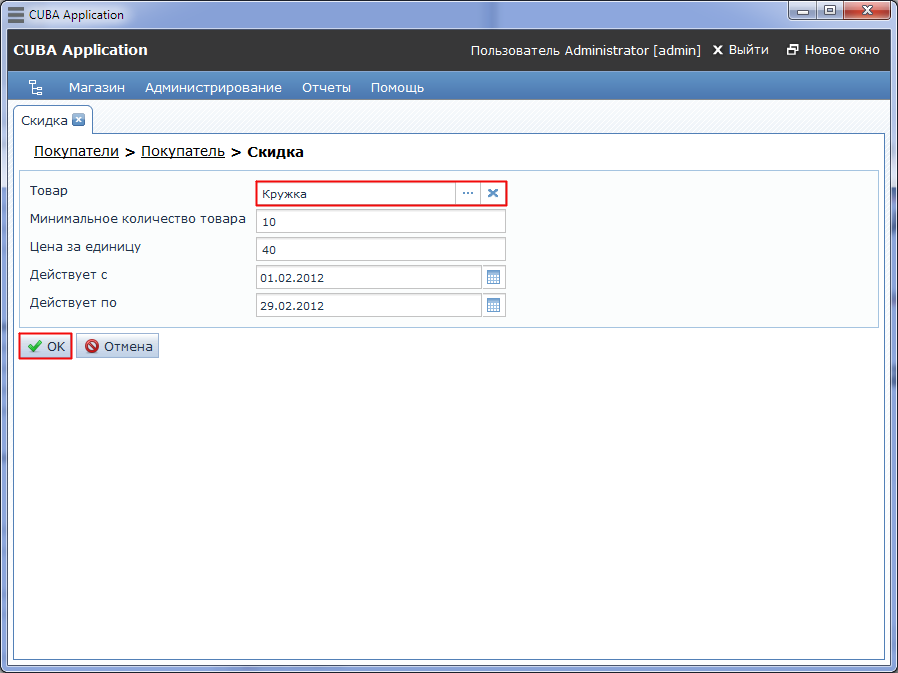 CUBA Application
CUBA Application
Пользователь Administrator [admin] Выйти Новое окно
Магазин Администрирование Отчеты Помощь
Скидка
Покупатели > Покупатель > Скидка
Товар Кружка
Минимальное количество товара 10
Цена за единицу 40
Действует с 01.02.2012
Действует по 29.02.2012
OK Отмена